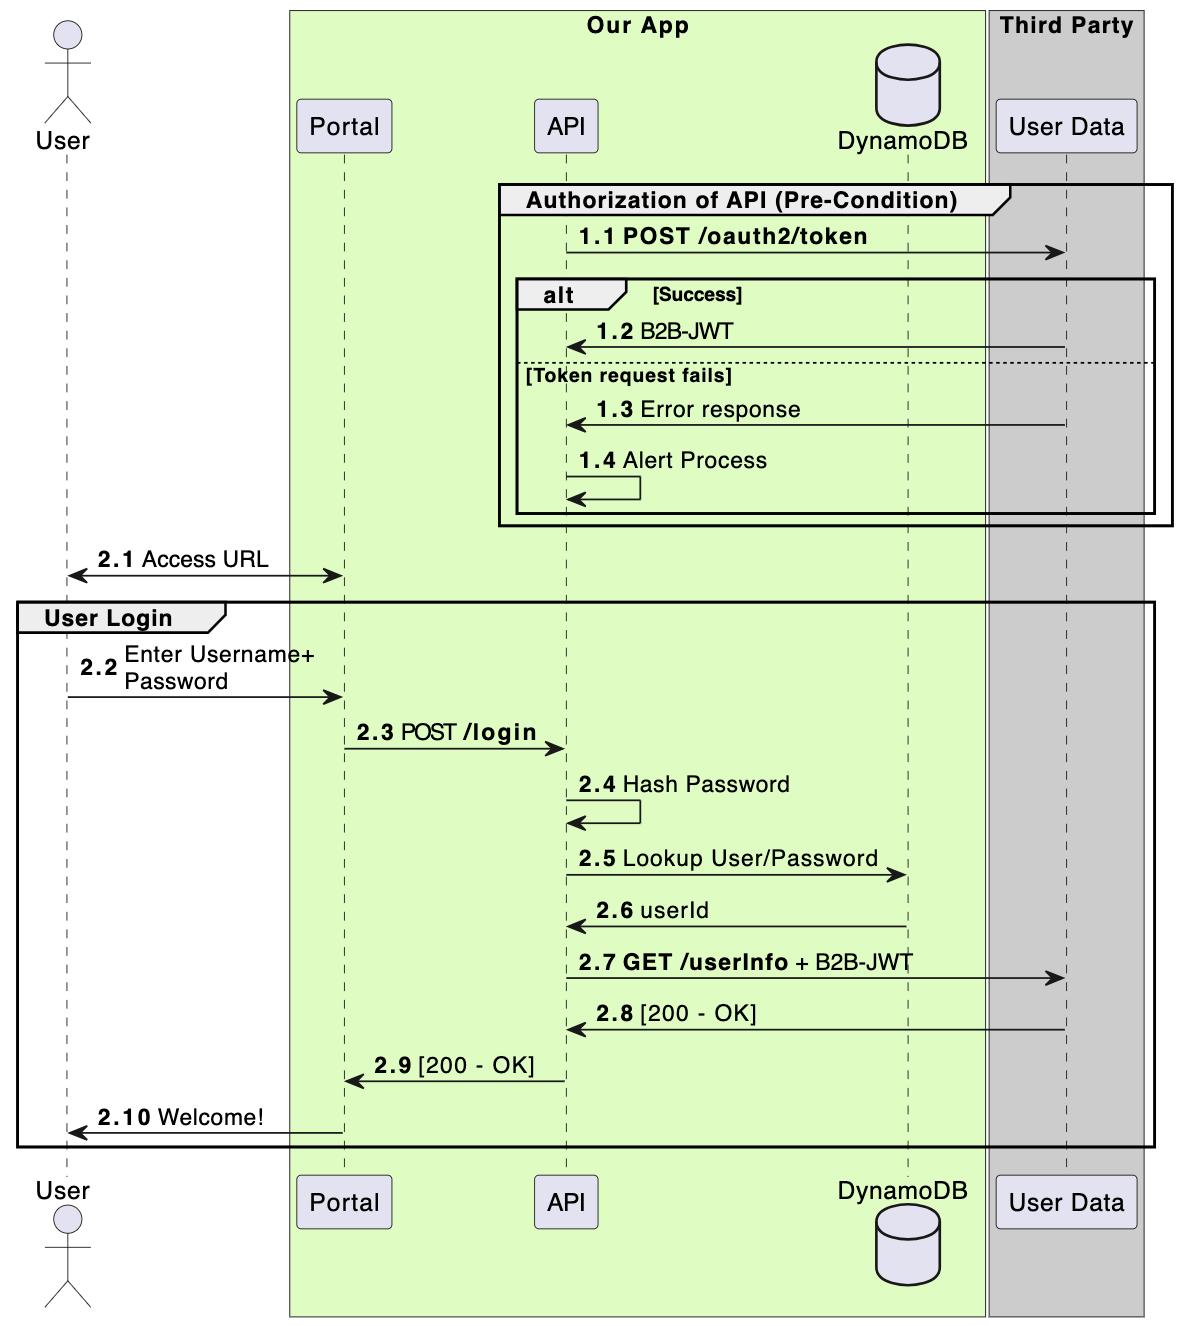 Our App
Third Party
User
Portal
API
DynamoDB
User Data
Authorization of API (Pre-Condition)
1.1 POST /oauth2/token
alt [Success]
1.2 B2B-JWT
[Token request fails]
1.3 Error response
1.4 Alert Process
2.1 Access URL
User Login
2.2 Enter Username+
Password
2.3 POST /login
2.4 Hash Password
2.5 Lookup User/Password
2.6 userId
2.7 GET /userInfo + B2B-JWT
2.8 [200 - OK]
2.9 [200 - OK]
2.10 Welcome!
User
Portal
API
DynamoDB
User Data